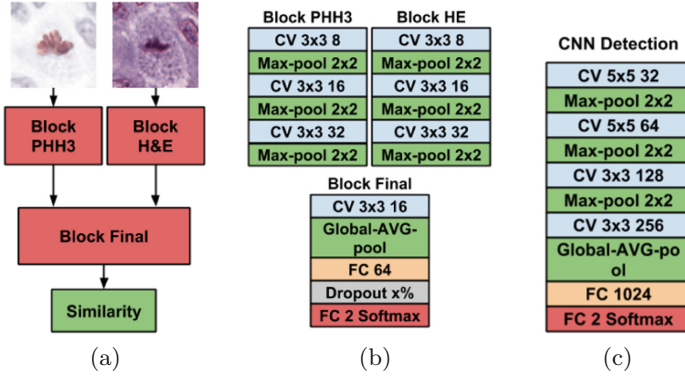 Block
PHH3
Block
H&E
Block Final
Similarity
(a)
Block PHH3
CV 3x3 8
Max-pool 2x2
CV 3x3 16
Max-pool 2x2
CV 3x3 32
Max-pool 2x2
Block HE
CV 3x3 8
Max-pool 2x2
CV 3x3 16
Max-pool 2x2
CV 3x3 32
Max-pool 2x2
Block Final
CV 3x3 16
Global-AVG-
pool
FC 64
Dropout x%
FC 2 Softmax
(b)
CNN Detection
CV 5x5 32
Max-pool 2x2
CV 5x5 64
Max-pool 2x2
CV 3x3 128
Max-pool 2x2
CV 3x3 256
Global-AVG-po
ol
FC 1024
FC 2 Softmax
(c)